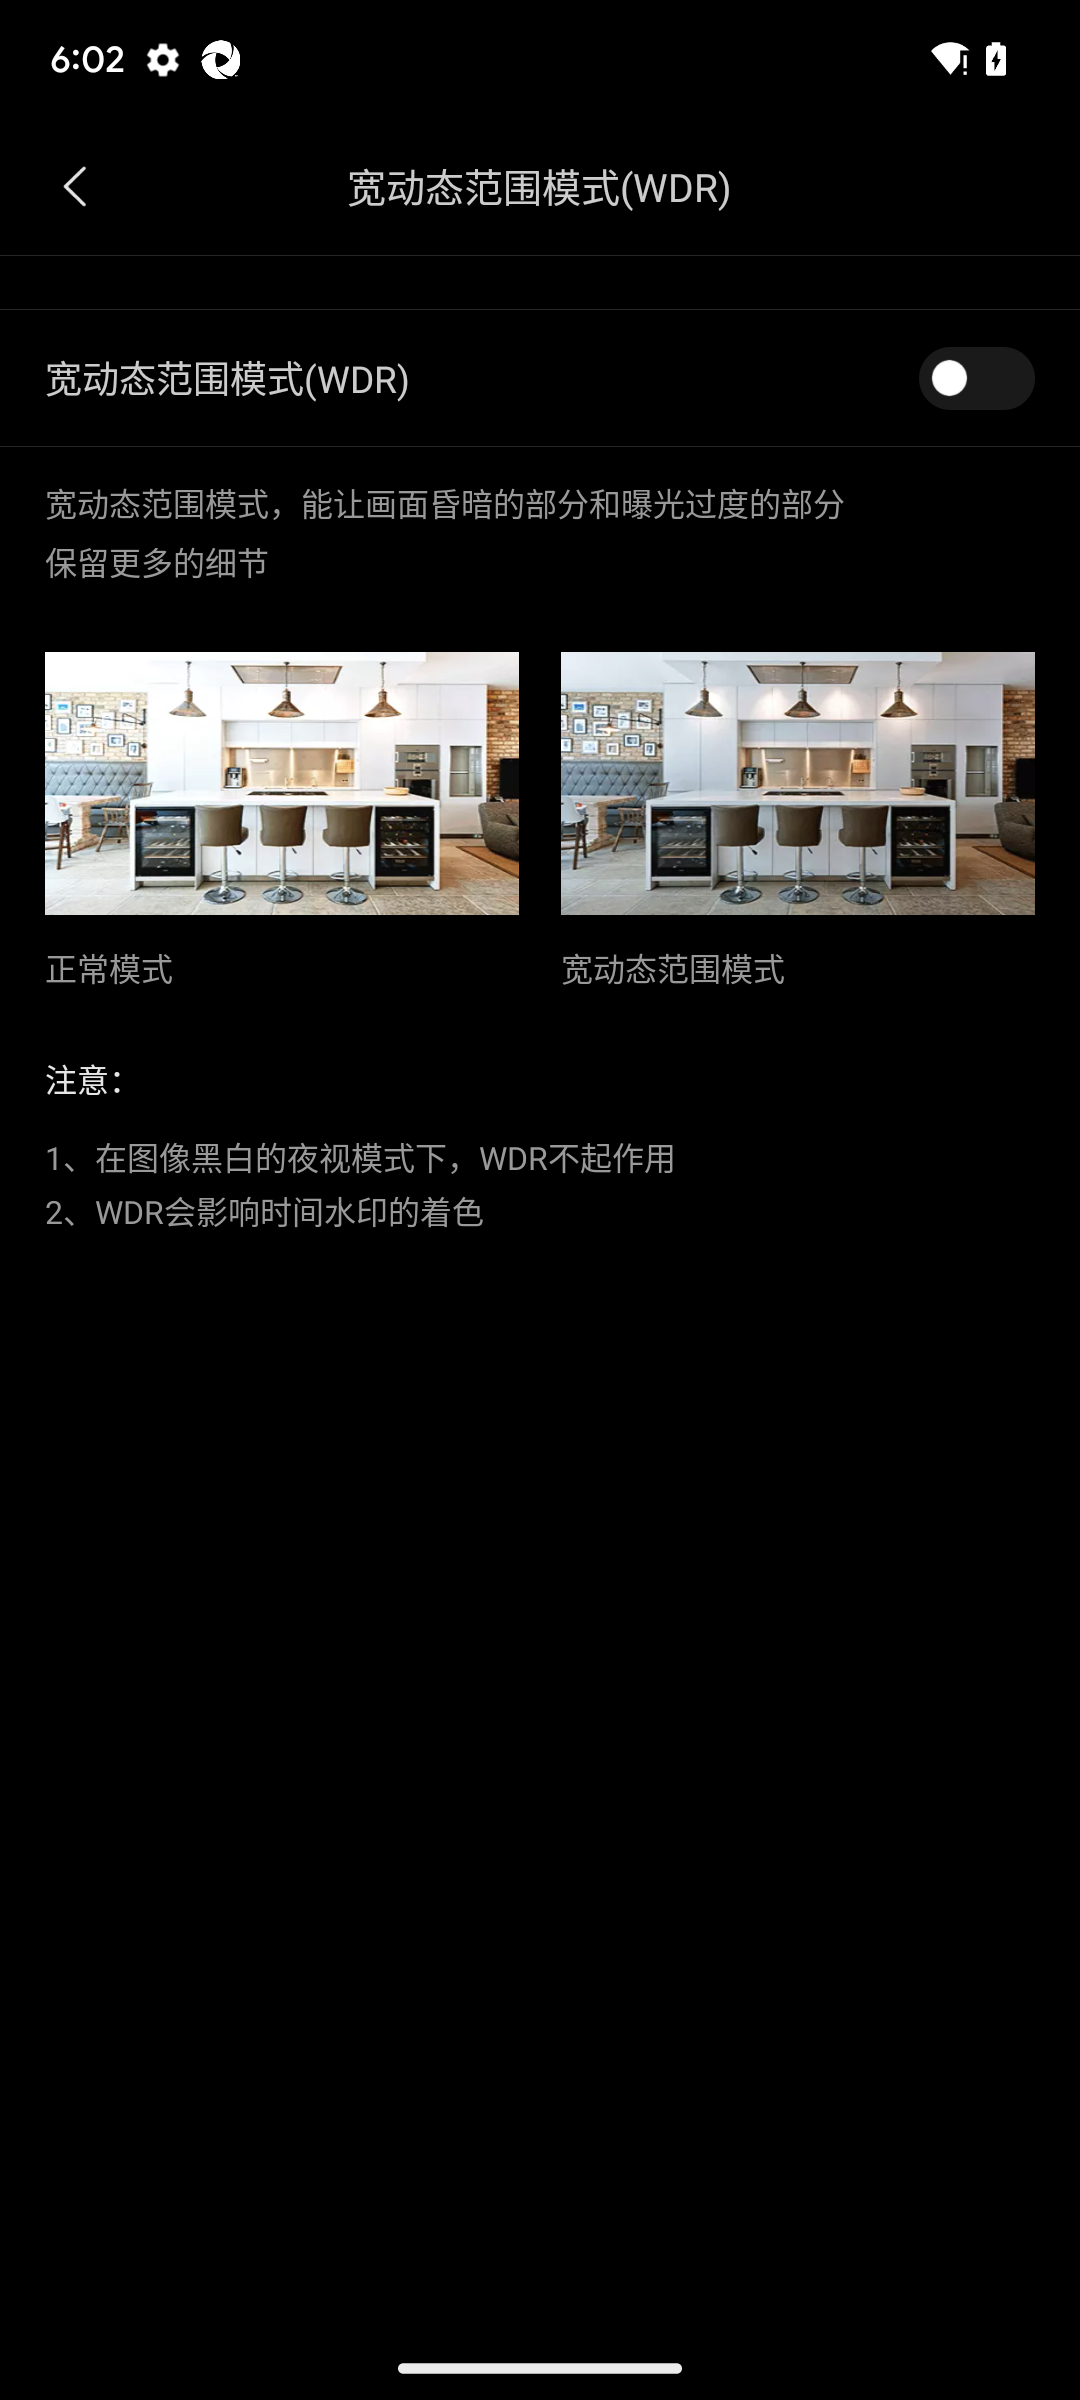 6:02
宽动态范围模式(WDR)
宽动态范围模式(WDR)
宽动态范围模式，能让画面昏暗的部分和曝光过度的部分
保留更多的细节
正常模式
宽动态范围模式
注意：
1、在图像黑白的夜视模式下，WDR不起作用
2、WDR会影响时间水印的着色